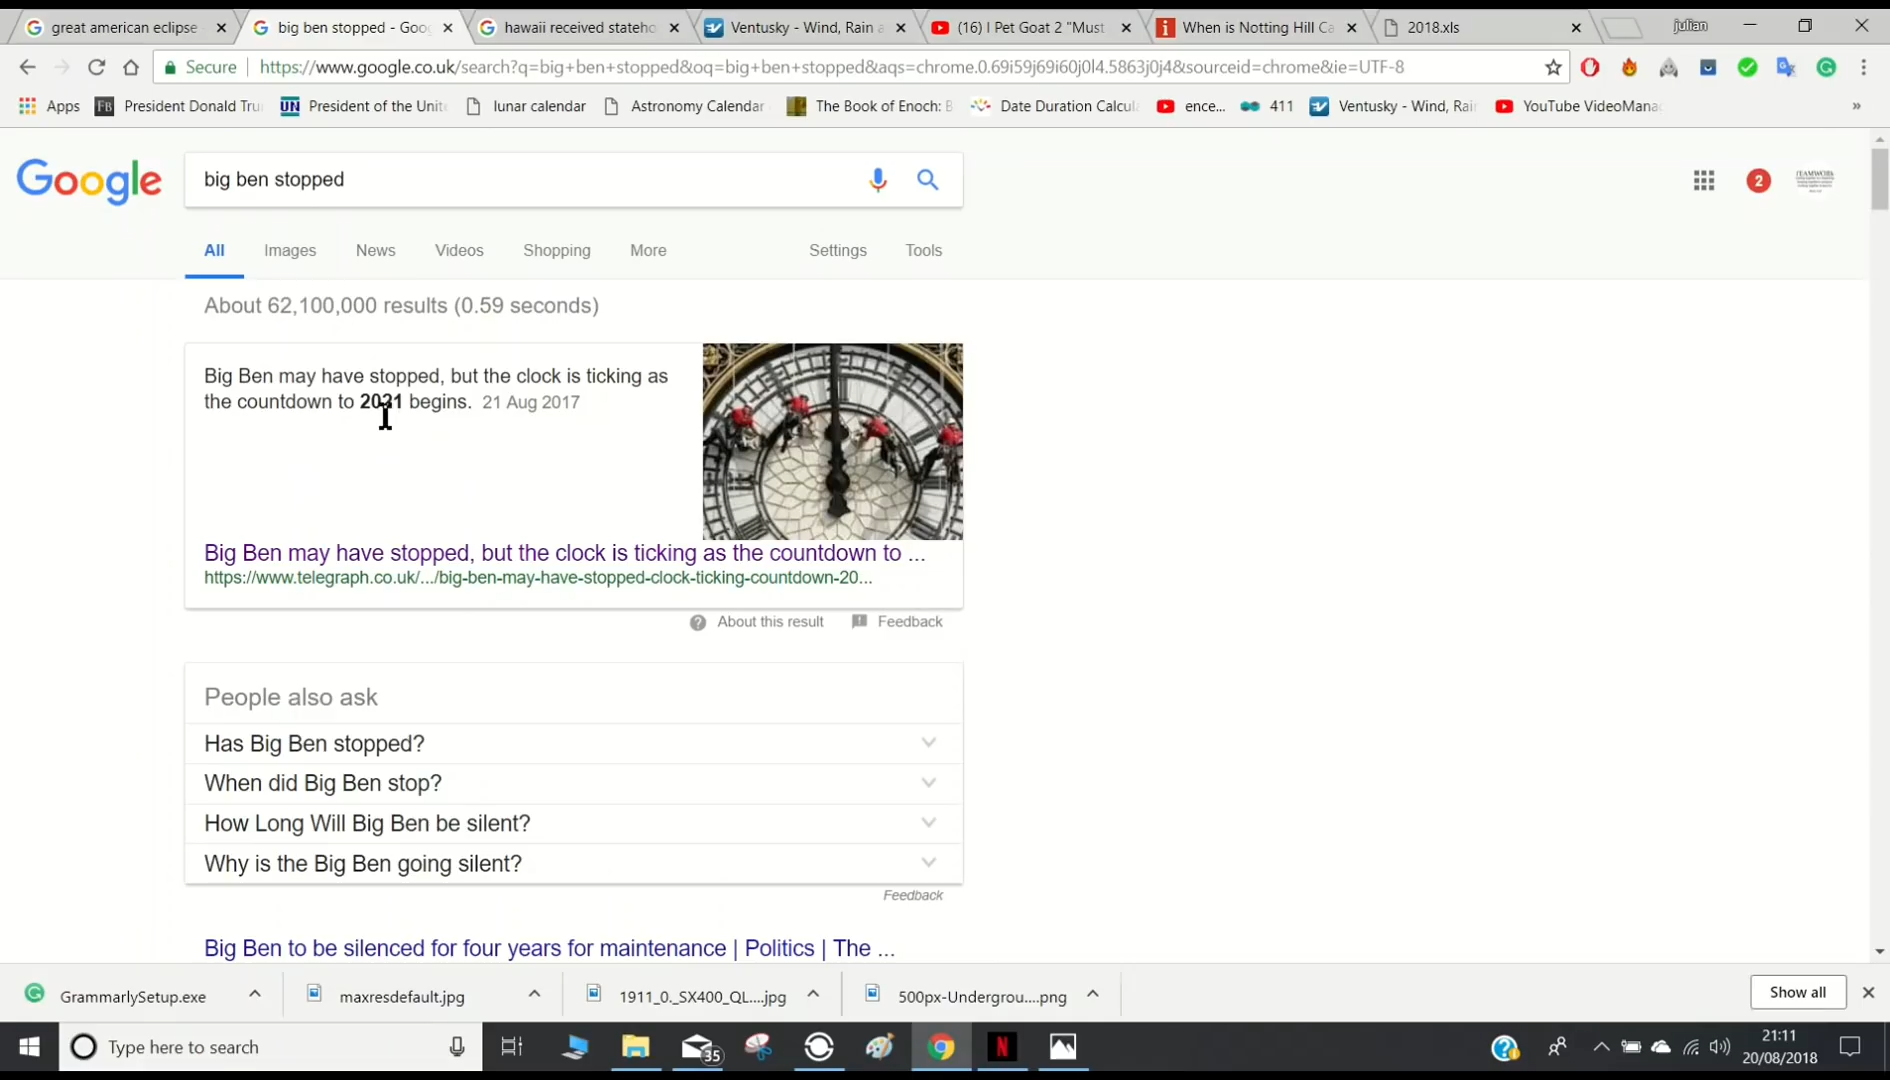 great american eclipse
big ben stopped - Goo
hawaii received stateho
Ventusky - Wind, Rain a
(16) I Pet Goat 2 "Must
When is Notting Hill Ca
2018.xls
julian
Secure
https://www.google.co.uk/search?q=big+ben+stopped&oq=big+ben+stopped&aqs=chrome.0.69i59j69i60j0l4.5863j0j4&sourceid=chrome&ie=UTF-8
Apps
FB President Donald Tru
UN President of the Unit
lunar calendar
Astronomy Calendar
The Book of Enoch: B
Date Duration Calcul
ence...
411
Ventusky - Wind, Rain
YouTube VideoManag
»
Google
big ben stopped
2
All
Images
News
Videos
Shopping
More
Settings
Tools
About 62,100,000 results (0.59 seconds)
Big Ben may have stopped, but the clock is ticking as
the countdown to 2021 begins. 21 Aug 2017
Big Ben may have stopped, but the clock is ticking as the countdown to ...
https://www.telegraph.co.uk/.../big-ben-may-have-stopped-clock-ticking-countdown-20...
About this result
Feedback
People also ask
Has Big Ben stopped?
When did Big Ben stop?
How Long Will Big Ben be silent?
Why is the Big Ben going silent?
Feedback
Big Ben to be silenced for four years for maintenance | Politics | The ...
GrammarlySetup.exe
maxresdefault.jpg
1911_0._SX400_QL....jpg
500px-Undergrou....png
Show all
Type here to search
35
N
21:11
20/08/2018